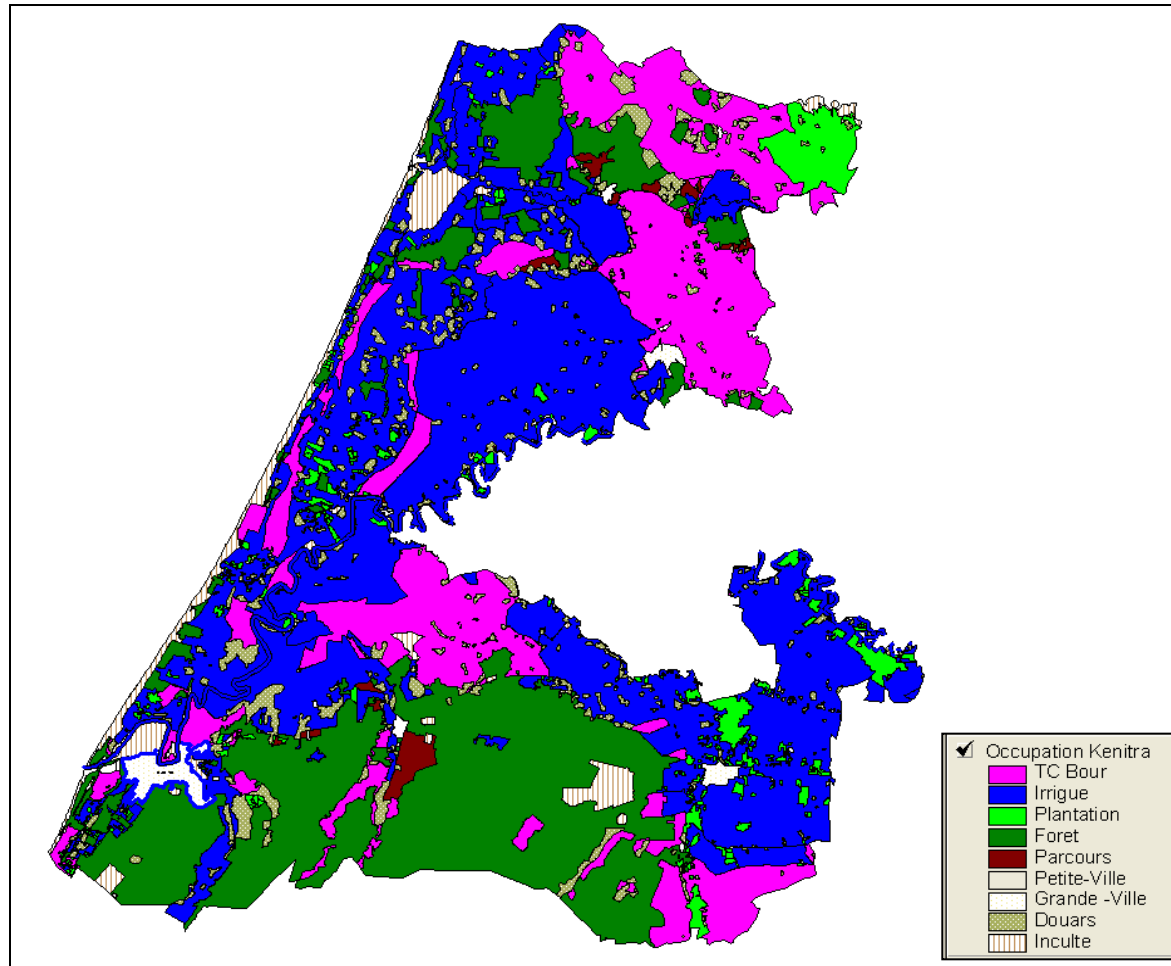 Occupation Kenitra
TC Bour
Irrigue
Plantation
Foret
Parcours
Petite-Ville
Grande -Ville
Douars
Inculte